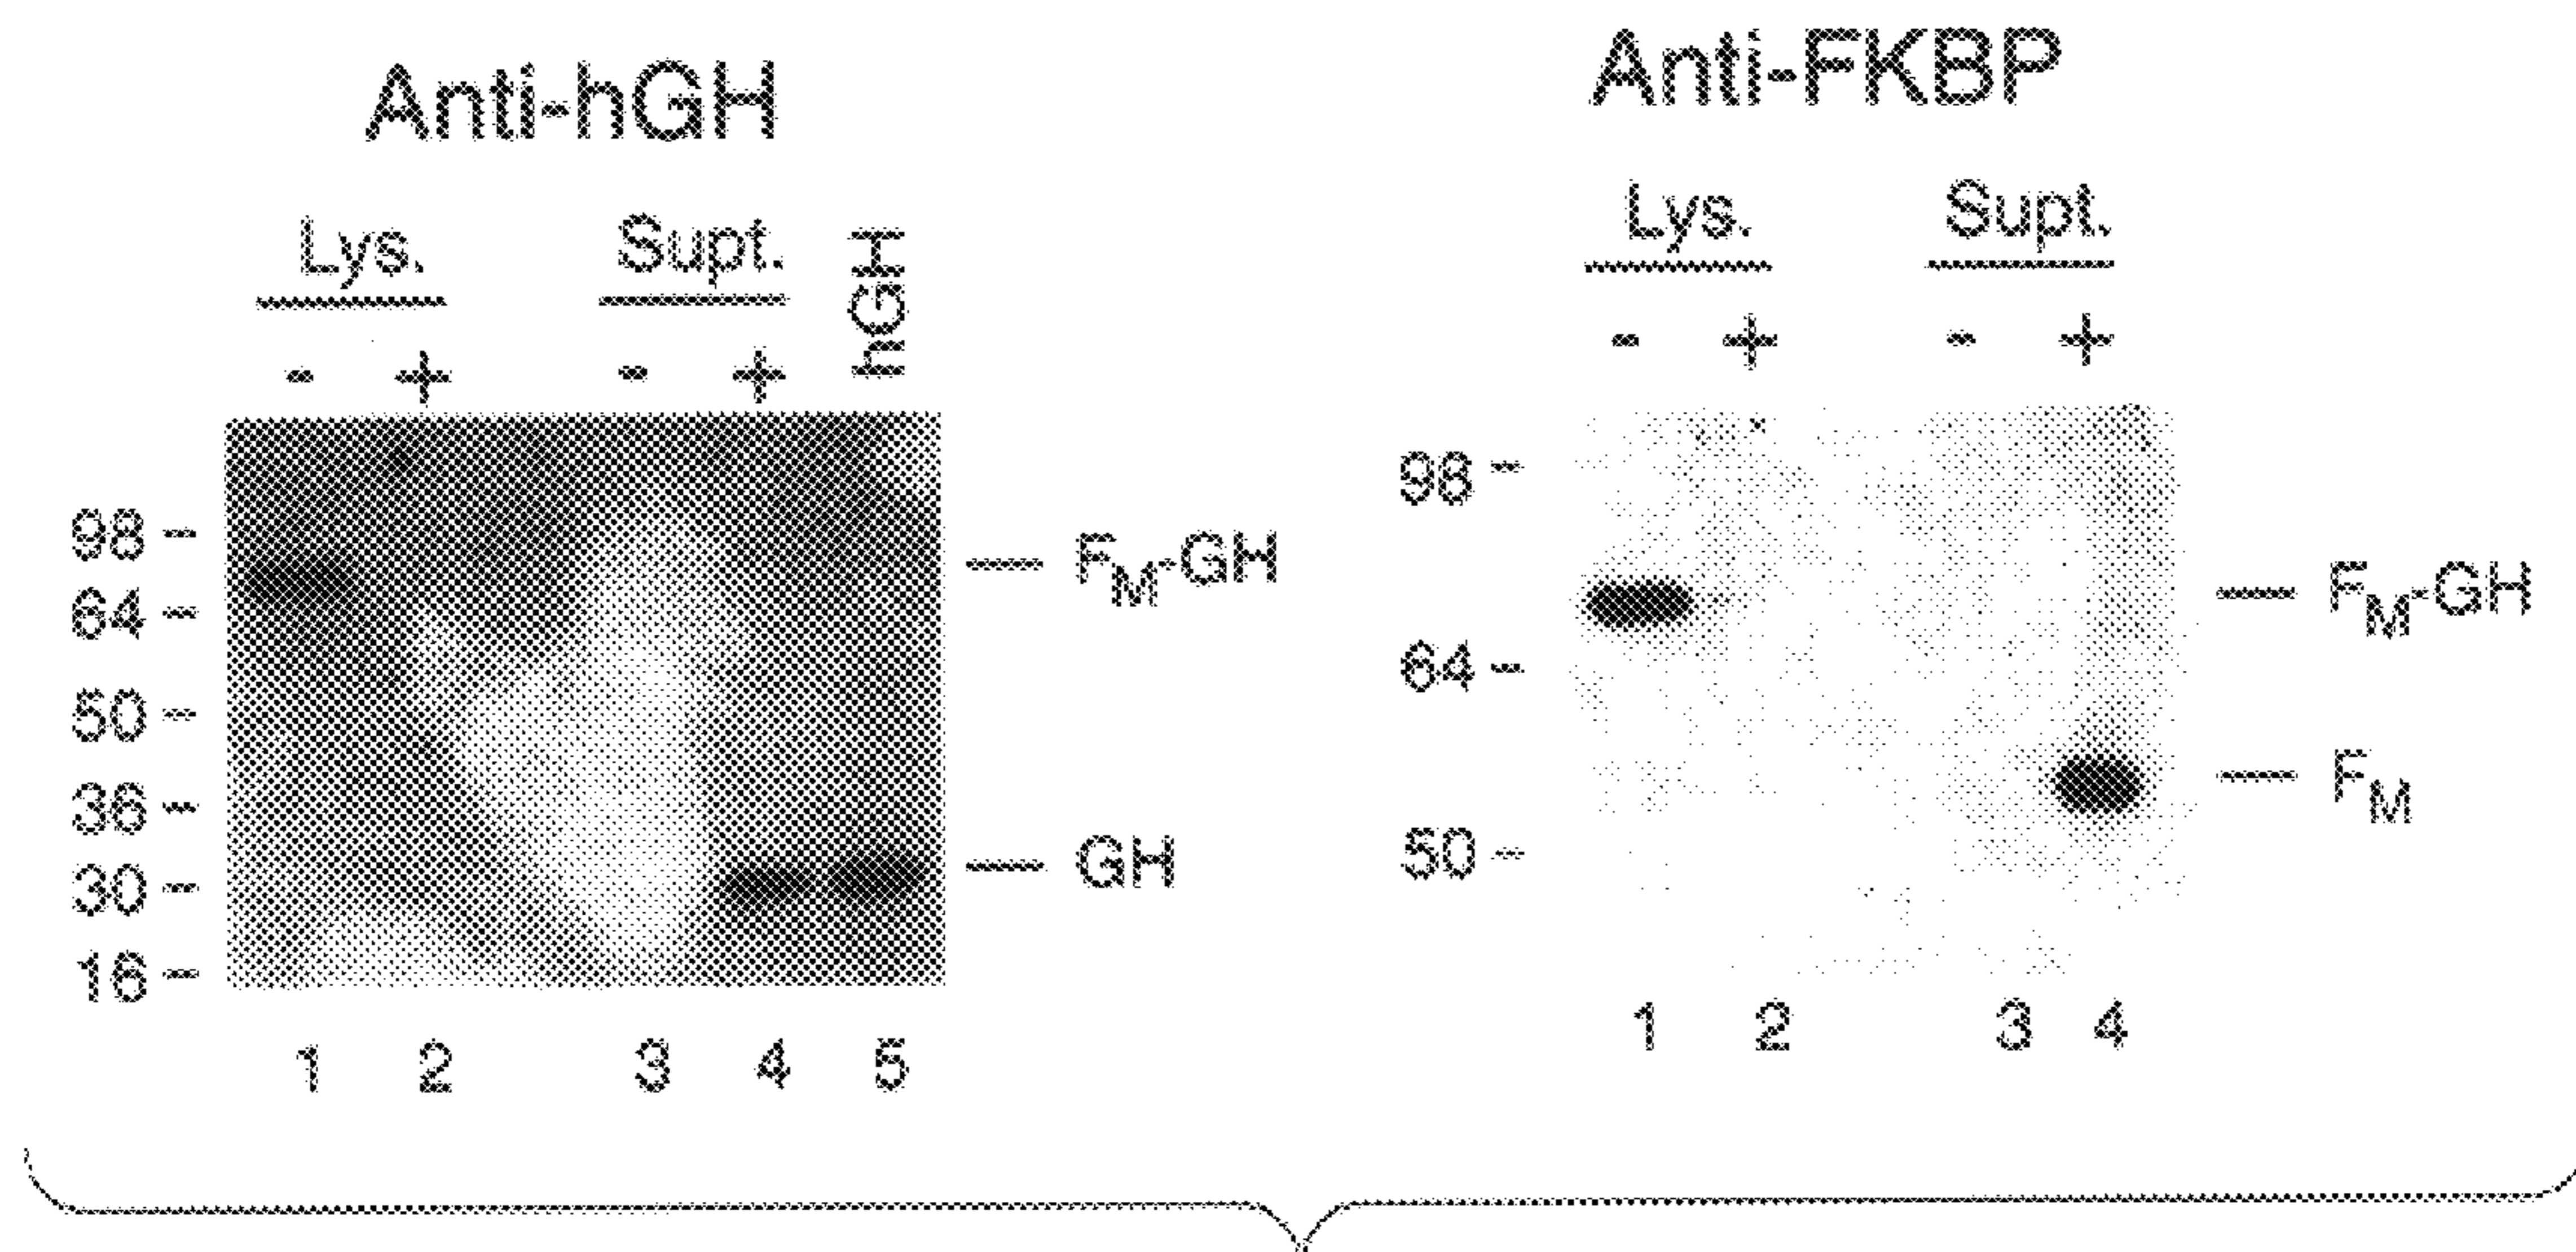 Anti-hGH
Lys. Supt. hGH
- + - +
98 -
64 -
50 -
36 -
30 -
16 -
F_M-GH
GH
1 2 3 4 5
Anti-FKBP
Lys. Supt.
- + - +
98 -
64 -
50 -
F_M-GH
F_M
1 2 3 4